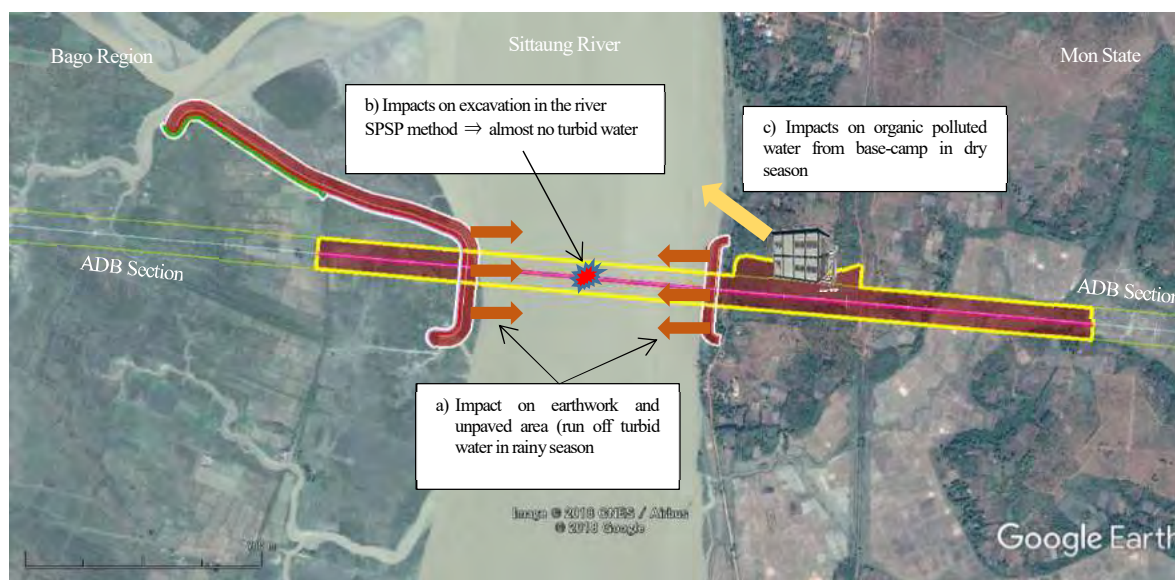 Bago Region
Sittaung River
Mon State
b) Impacts on excavation in the river
SPSP method ⇒ almost no turbid water
c) Impacts on organic polluted
water from base-camp in dry
season
ADB Section
ADB Section
a) Impact on earthwork and
unpaved area (run off turbid
water in rainy season
Image © 2018 CNES / Airbus
© 2018 Google
Google Earth